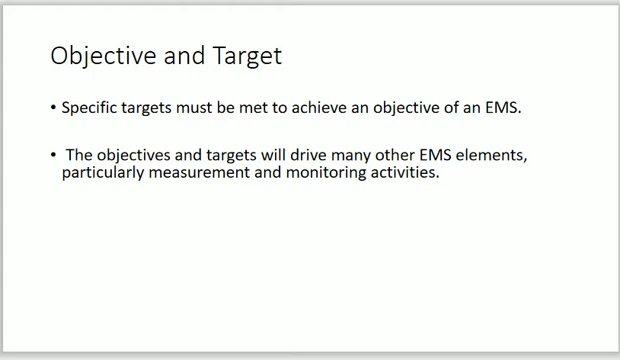 Objective and Target
• Specific targets must be met to achieve an objective of an EMS.
• The objectives and targets will drive many other EMS elements,
particularly measurement and monitoring activities.